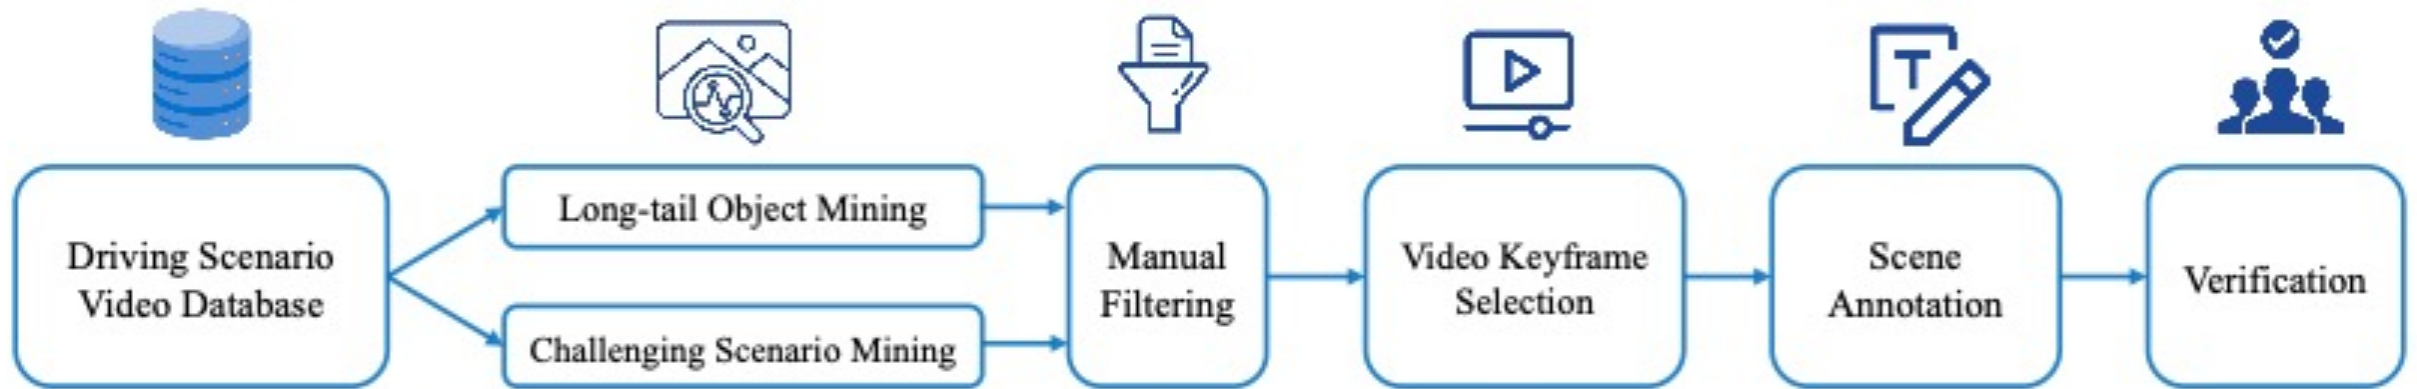 Driving Scenario
Video Database
Long-tail Object Mining
Challenging Scenario Mining
Manual
Filtering
Video Keyframe
Selection
T
Scene
Annotation
Verification